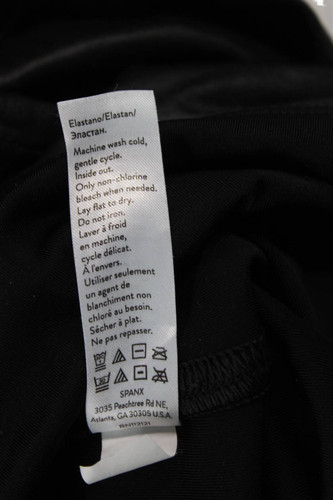 Elastano/Elastan/
Эластан.
Machine wash cold,
gentle cycle.
Inside out.
Only non-chlorine
bleach when needed.
Lay flat to dry.
Do not iron.
Laver à froid
en machine,
cycle délicat.
À l'envers.
Utiliser seulement
un agent de
blanchiment non
chloré au besoin.
Sécher à plat.
Ne pas repasser.
SPANX
3035 Peachtree Rd NE,
Atlanta, GA 30305 U.S.A.